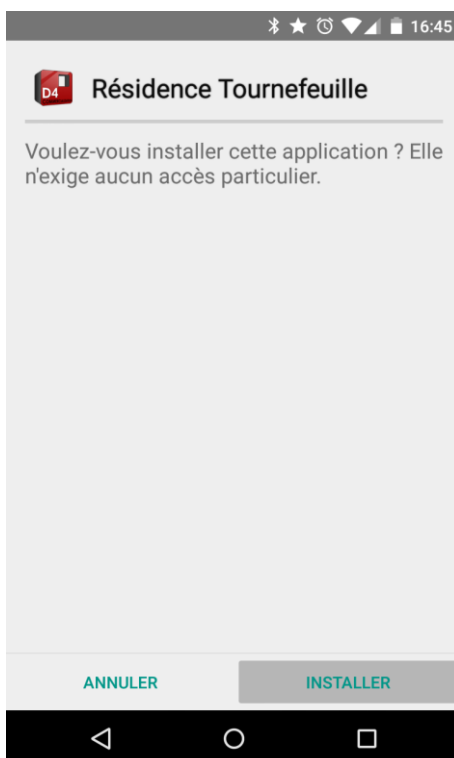 16:45
D4
Résidence Tournefeuille
Voulez-vous installer cette application ? Elle
n'exige aucun accès particulier.
ANNULER
INSTALLER